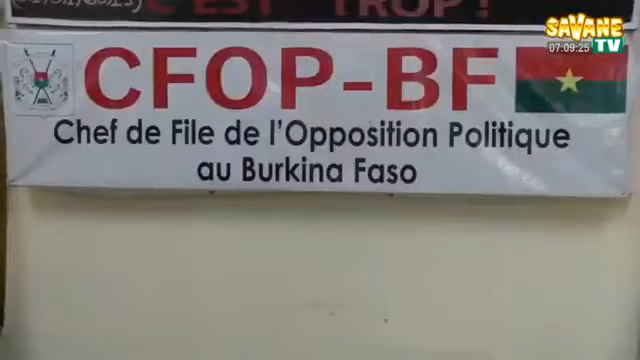 C'EST TROP !
SAVANE
TV
07:09:25
CFOP-BF
Chef de File de l'Opposition Politique
au Burkina Faso